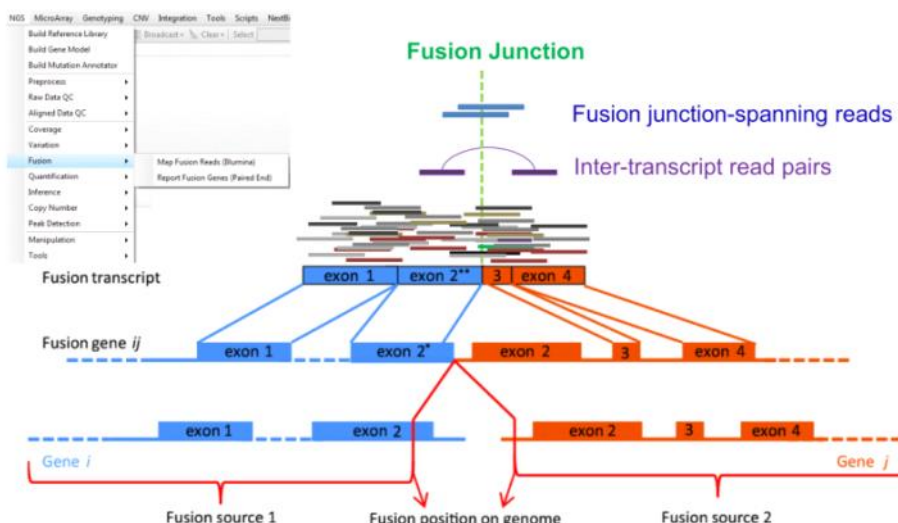 NGS MicroArray Genotyping CNV Integration Tools Scripts NextBi
Build Reference Library
Broadcast Clear Select
Build Gene Model
Build Mutation Annotator
Preprocess
Raw Data QC
Aligned Data QC
Coverage
Variation
Fusion
Map Fusion Reads (Illumina)
Quantification
Report Fusion Genes (Paired End)
Inference
Copy Number
Peak Detection
Manipulation
Tools
Fusion Junction
Fusion junction-spanning reads
Inter-transcript read pairs
Fusion transcript
exon 1 exon 2** 3 exon 4
Fusion gene ij
exon 1 exon 2* exon 2 3 exon 4
exon 1 exon 2 exon 2 3 exon 4
Gene i Gene j
Fusion source 1 Fusion position on genome Fusion source 2